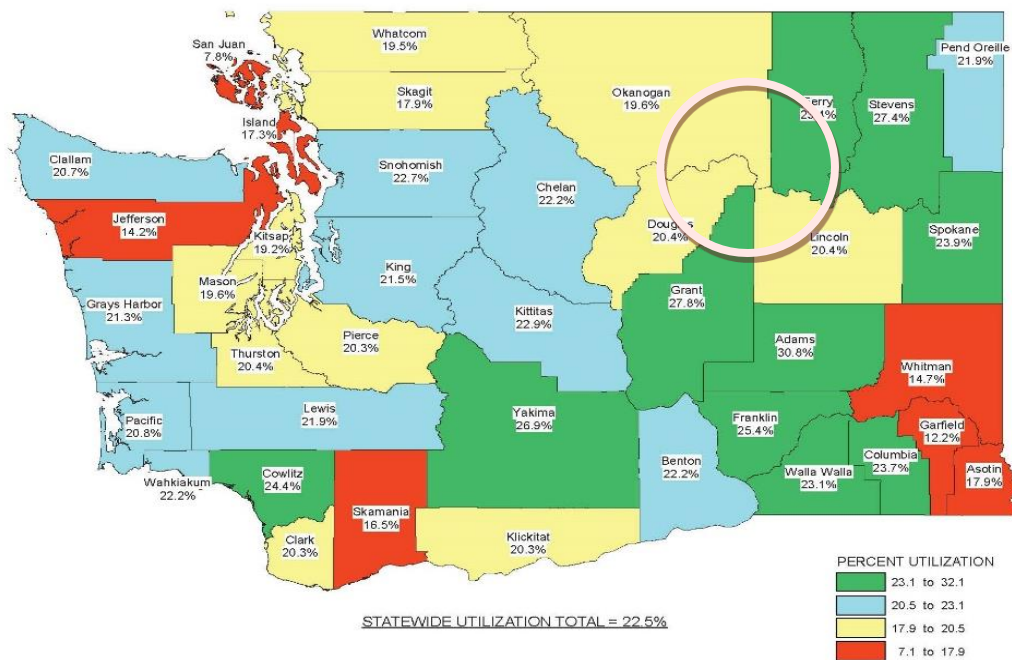 Whatcom
19.5%
San Juan
7.8%
Skagit
17.9%
Okanogan
19.6%
Ferry
Stevens
27.4%
Pend Oreille
21.9%
Island
17.3%
Clallam
20.7%
Snohomish
22.7%
Chelan
22.2%
Jefferson
14.2%
Kitsap
19.2%
Douglas
20.4%
Lincoln
20.4%
Spokane
23.9%
King
21.5%
Mason
19.6%
Grays Harbor
21.3%
Grant
27.8%
Kittitas
22.9%
Pierce
20.3%
Thurston
20.4%
Adams
30.8%
Whitman
14.7%
Pacific
20.8%
Lewis
21.9%
Yakima
26.9%
Franklin
25.4%
Garfield
12.2%
Columbia
23.7%
Asotin
17.9%
Walla Walla
23.1%
Benton
22.2%
Wahkiakum
22.2%
Cowlitz
24.4%
Skamania
16.5%
Clark
20.3%
Klickitat
20.3%
PERCENT UTILIZATION
23.1 to 32.1
20.5 to 23.1
17.9 to 20.5
7.1 to 17.9
STATEWIDE UTILIZATION TOTAL = 22.5%